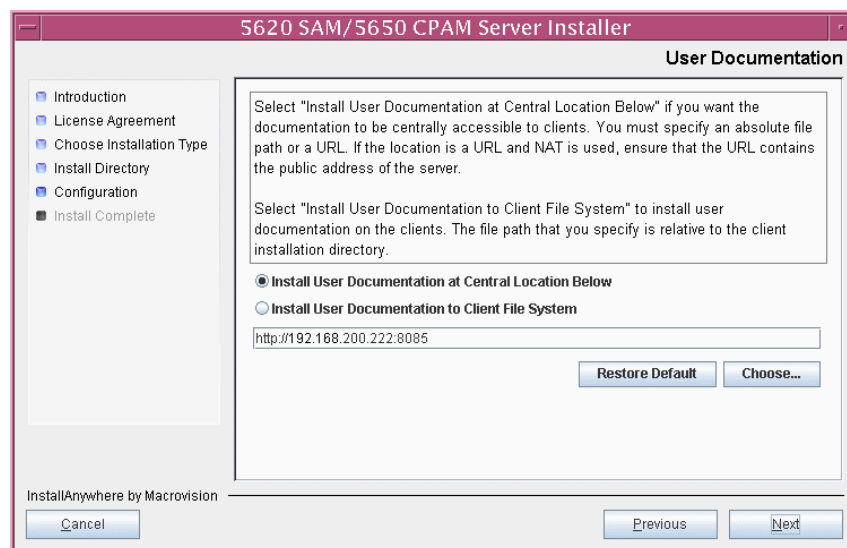 5620 SAM/5650 CPAM Server Installer
User Documentation
Introduction
License Agreement
Choose Installation Type
Install Directory
Configuration
Install Complete
Select "Install User Documentation at Central Location Below" if you want the
documentation to be centrally accessible to clients. You must specify an absolute file
path or a URL. If the location is a URL and NAT is used, ensure that the URL contains
the public address of the server.
Select "Install User Documentation to Client File System" to install user
documentation on the clients. The file path that you specify is relative to the client
installation directory.
Install User Documentation at Central Location Below
Install User Documentation to Client File System
http://192.168.200.222:8085
Restore Default
Choose...
InstallAnywhere by Macrovision
Cancel
Previous
Next